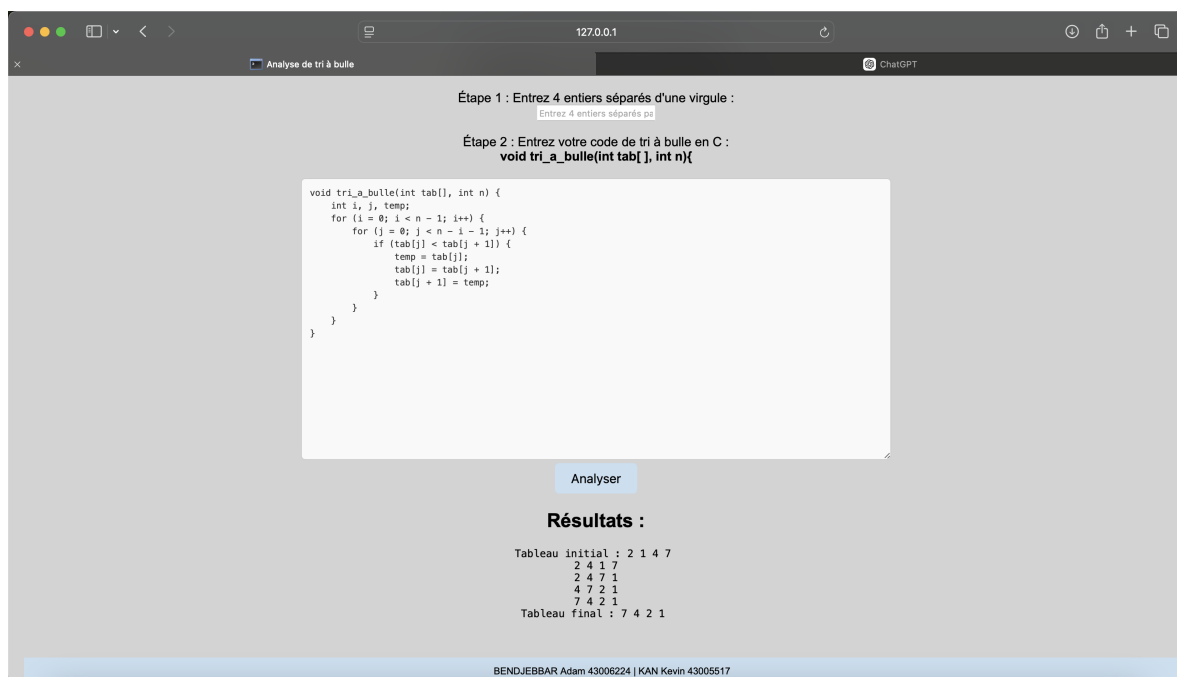 127.0.0.1
Analyse de tri à bulle
ChatGPT
Étape 1 : Entrez 4 entiers séparés d'une virgule :
Entrez 4 entiers séparés pa
Étape 2 : Entrez votre code de tri à bulle en C :
void tri_a_bulle(int tab[ ], int n){
void tri_a_bulle(int tab[], int n) {
    int i, j, temp;
    for (i = 0; i < n - 1; i++) {
        for (j = 0; j < n - i - 1; j++) {
            if (tab[j] < tab[j + 1]) {
                temp = tab[j];
                tab[j] = tab[j + 1];
                tab[j + 1] = temp;
            }
        }
    }
}
Analyser
Résultats :
Tableau initial : 2 1 4 7
2 4 1 7
2 4 7 1
4 7 2 1
7 4 2 1
Tableau final : 7 4 2 1
BENDJEBBAR Adam 43006224 | KAN Kevin 43005517